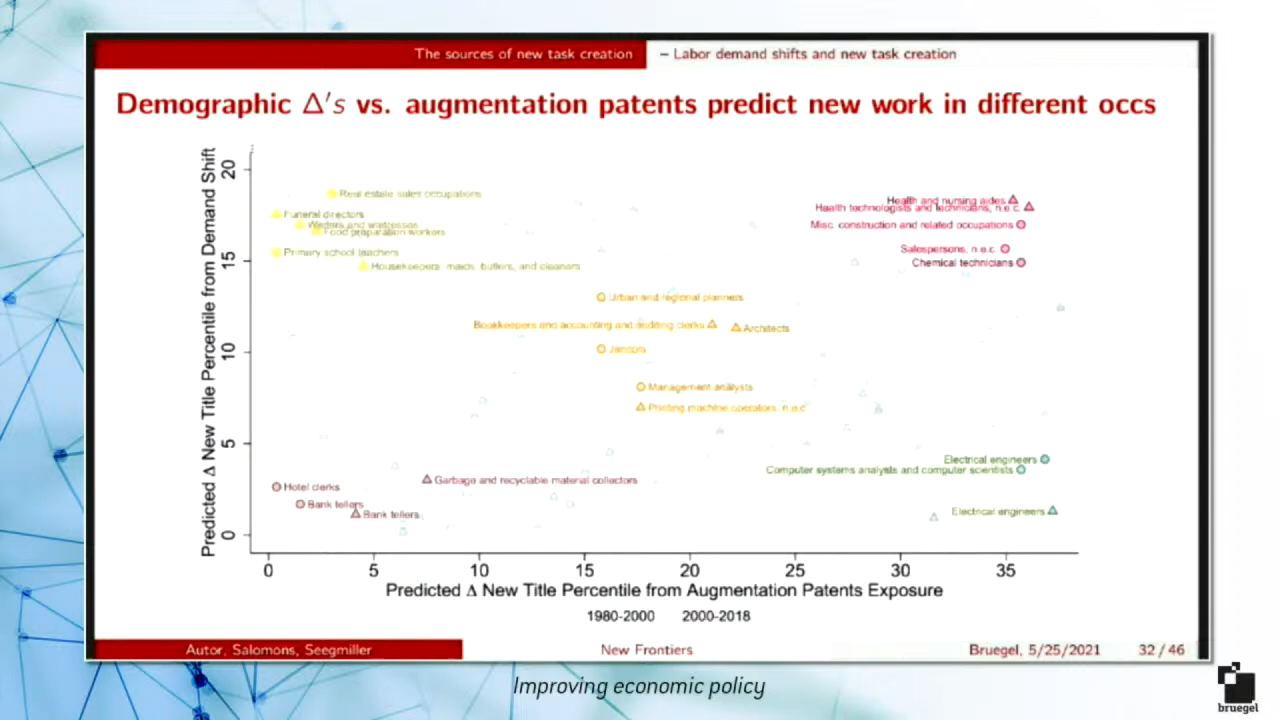 The sources of new task creation – Labor demand shifts and new task creation
Demographic Δ's vs. augmentation patents predict new work in different occs
Predicted Δ New Title Percentile from Demand Shift
20
15
10
5
0
Real estate sales occupations
Funeral directors
Waiters and waitresses
Food preparation workers
Primary school teachers
Housekeepers, maids, butlers, and cleaners
Health and nursing aides
Health technologists and technicians, n.e.c.
Misc. construction and related occupations
Salespersons, n.e.c.
Chemical technicians
Urban and regional planners
Bookkeepers and accounting and auditing clerks
Architects
Janitors
Management analysts
Printing machine operators, n.e.c.
Electrical engineers
Computer systems analysts and computer scientists
Electrical engineers
Garbage and recyclable material collectors
Hotel clerks
Bank tellers
Bank tellers
0 5 10 15 20 25 30 35
Predicted Δ New Title Percentile from Augmentation Patents Exposure
1980-2000 2000-2018
Autor, Salomons, Seegmiller New Frontiers Bruegel, 5/25/2021 32 / 46
Improving economic policy
bruegel